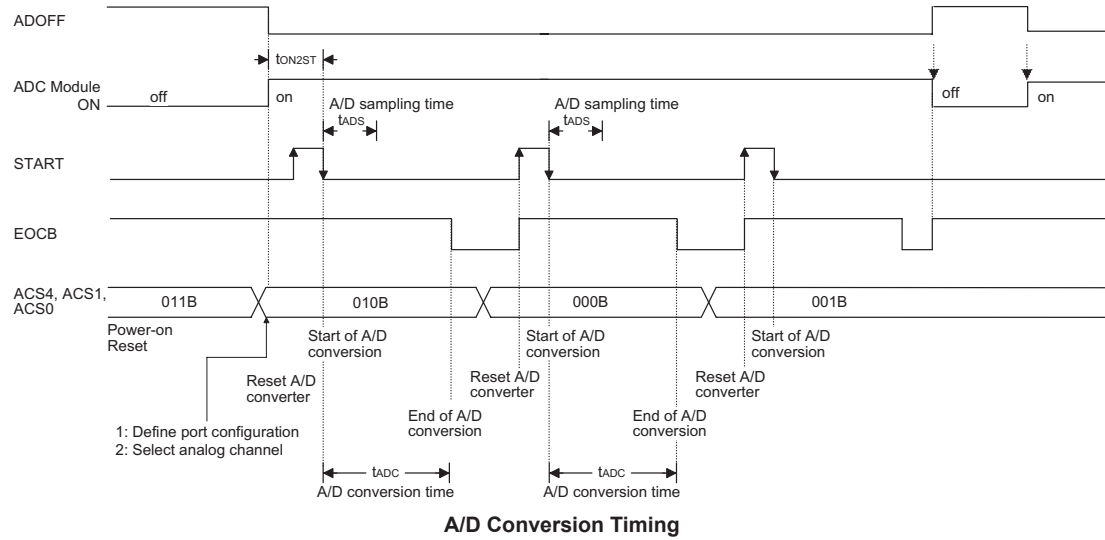 ADOFF
tON2ST
ADC Module
ON
off
on
off
on
A/D sampling time
tADS
A/D sampling time
tADS
START
EOCB
ACS4, ACS1,
ACS0
011B
010B
000B
001B
Power-on
Reset
Start of A/D
conversion
Start of A/D
conversion
Start of A/D
conversion
Reset A/D
converter
Reset A/D
converter
Reset A/D
converter
End of A/D
conversion
End of A/D
conversion
1: Define port configuration
2: Select analog channel
tADC
A/D conversion time
tADC
A/D conversion time
A/D Conversion Timing